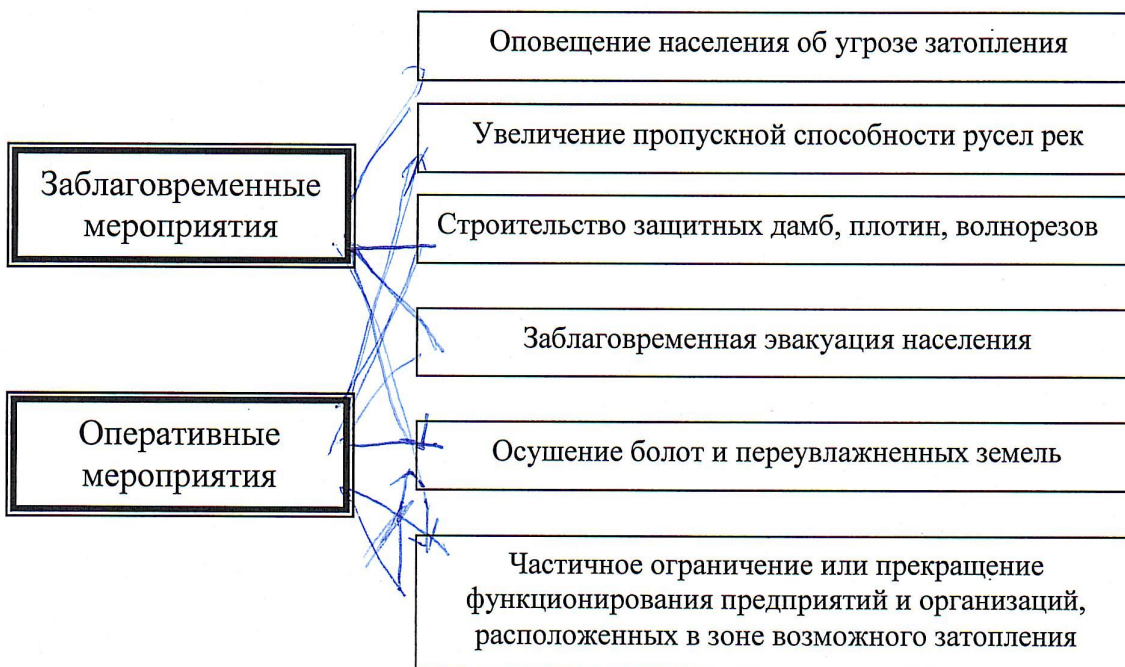 Заблаговременные
мероприятия
Оперативные
мероприятия
Оповещение населения об угрозе затопления
Увеличение пропускной способности русел рек
Строительство защитных дамб, плотин, волнорезов
Заблаговременная эвакуация населения
Осушение болот и переувлажненных земель
Частичное ограничение или прекращение
функционирования предприятий и организаций,
расположенных в зоне возможного затопления